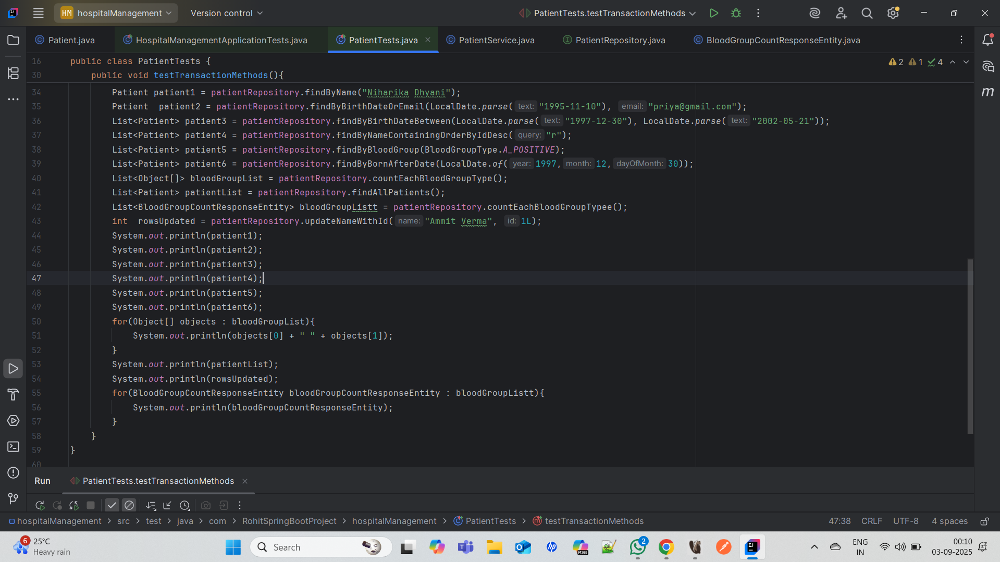 HM hospitalManagement Version control PatientTests.testTransactionMethods
Patient.java HospitalManagementApplicationTests.java PatientTests.java PatientService.java PatientRepository.java BloodGroupCountResponseEntity.java
16 public class PatientTests { 2 1 4
30 public void testTransactionMethods(){
34 Patient patient1 = patientRepository.findByName("Niharika Dhyani");
35 Patient  patient2 = patientRepository.findByBirthDateOrEmail(LocalDate.parse( text: "1995-11-10"), email: "priya@gmail.com");
36 List<Patient> patient3 = patientRepository.findByBirthDateBetween(LocalDate.parse( text: "1997-12-30"), LocalDate.parse( text: "2002-05-21"));
37 List<Patient> patient4 = patientRepository.findByNameContainingOrderByIdDesc( query: "r");
38 List<Patient> patient5 = patientRepository.findByBloodGroup(BloodGroupType.A_POSITIVE);
39 List<Patient> patient6 = patientRepository.findByBornAfterDate(LocalDate.of( year: 1997, month: 12, dayOfMonth: 30));
40 List<Object[]> bloodGroupList = patientRepository.countEachBloodGroupType();
41 List<Patient> patientList = patientRepository.findAllPatients();
42 List<BloodGroupCountResponseEntity> bloodGroupListt = patientRepository.countEachBloodGroupTypee();
43 int  rowsUpdated = patientRepository.updateNameWithId( name: "Ammit Verma", id: 1L);
44 System.out.println(patient1);
45 System.out.println(patient2);
46 System.out.println(patient3);
47 System.out.println(patient4);
48 System.out.println(patient5);
49 System.out.println(patient6);
50 for(Object[] objects : bloodGroupList){
51 System.out.println(objects[0] + " " + objects[1]);
52 }
53 System.out.println(patientList);
54 System.out.println(rowsUpdated);
55 for(BloodGroupCountResponseEntity bloodGroupCountResponseEntity : bloodGroupListt){
56 System.out.println(bloodGroupCountResponseEntity);
57 }
58 }
59 }
60
Run PatientTests.testTransactionMethods
hospitalManagement > src > test > java > com > RohitSpringBootProject > hospitalManagement > PatientTests > testTransactionMethods 47:38 CRLF UTF-8 4 spaces
6 25°C
Heavy rain
Search
2
ENG
IN
00:10
03-09-2025